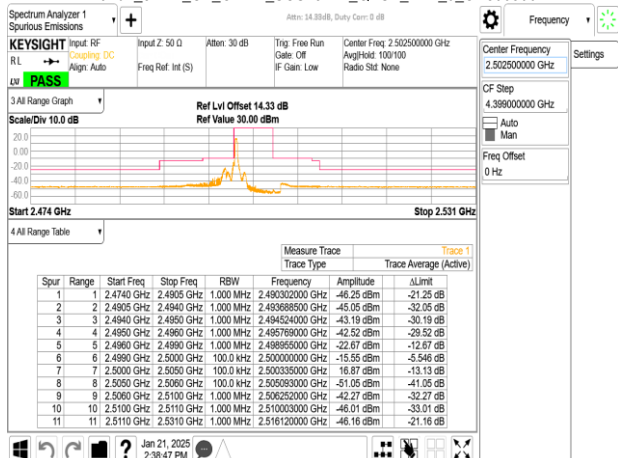 Spectrum Analyzer 1
Spurious Emissions
Attn: 14.33dB, Duty Corr: 0 dB
Frequency
KEYSIGHT
RL
LXI
PASS
Input: RF
Coupling: DC
Align: Auto
Input Z: 50 Ω
Freq Ref: Int (S)
Atten: 30 dB
Trig: Free Run
Gate: Off
IF Gain: Low
Center Freq: 2.502500000 GHz
Avg|Hold: 100/100
Radio Std: None
Center Frequency
2.502500000 GHz
Settings
CF Step
4.399000000 GHz
Auto
Man
Freq Offset
0 Hz
3 All Range Graph
Scale/Div 10.0 dB
Ref Lvl Offset 14.33 dB
Ref Value 30.00 dBm
20.0
0.00
-20.0
-40.0
-60.0
Start 2.474 GHz
Stop 2.531 GHz
4 All Range Table
Measure Trace Trace 1
Trace Type Trace Average (Active)
Spur Range Start Freq Stop Freq RBW Frequency Amplitude ΔLimit
1 1 2.4740 GHz 2.4905 GHz 1.000 MHz 2.490302000 GHz -46.25 dBm -21.25 dB
2 2 2.4905 GHz 2.4940 GHz 1.000 MHz 2.493688500 GHz -45.05 dBm -32.05 dB
3 3 2.4940 GHz 2.4950 GHz 1.000 MHz 2.494524000 GHz -43.19 dBm -30.19 dB
4 4 2.4950 GHz 2.4960 GHz 1.000 MHz 2.495769000 GHz -42.52 dBm -29.52 dB
5 5 2.4960 GHz 2.4990 GHz 1.000 MHz 2.498955000 GHz -22.67 dBm -12.67 dB
6 6 2.4990 GHz 2.5000 GHz 100.0 kHz 2.500000000 GHz -15.55 dBm -5.546 dB
7 7 2.5000 GHz 2.5050 GHz 100.0 kHz 2.500335000 GHz 16.87 dBm -13.13 dB
8 8 2.5050 GHz 2.5060 GHz 100.0 kHz 2.505093000 GHz -51.05 dBm -41.05 dB
9 9 2.5060 GHz 2.5100 GHz 1.000 MHz 2.506252000 GHz -42.27 dBm -32.27 dB
10 10 2.5100 GHz 2.5110 GHz 1.000 MHz 2.510003000 GHz -46.01 dBm -33.01 dB
11 11 2.5110 GHz 2.5310 GHz 1.000 MHz 2.516120000 GHz -46.16 dBm -21.16 dB
Jan 21, 2025
2:38:47 PM